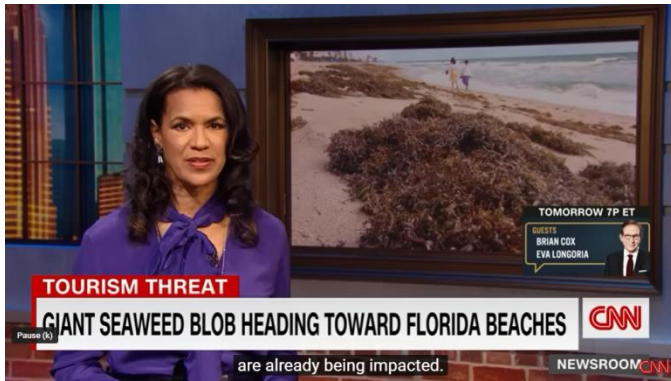 TOMORROW 7P ET
GUESTS
BRIAN COX
EVA LONGORIA
TOURISM THREAT
GIANT SEAWEED BLOB HEADING TOWARD FLORIDA BEACHES
CNN
Pause (k)
are already being impacted.
NEWSROOM CNN